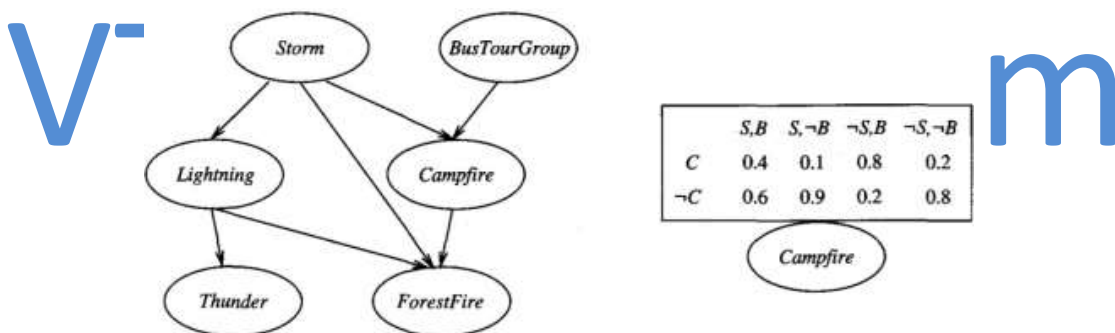 V-
m
Storm
BusTourGroup
Lightning
Campfire
Thunder
ForestFire
S,B S,¬B ¬S,B ¬S,¬B
C 0.4 0.1 0.8 0.2
¬C 0.6 0.9 0.2 0.8
Campfire